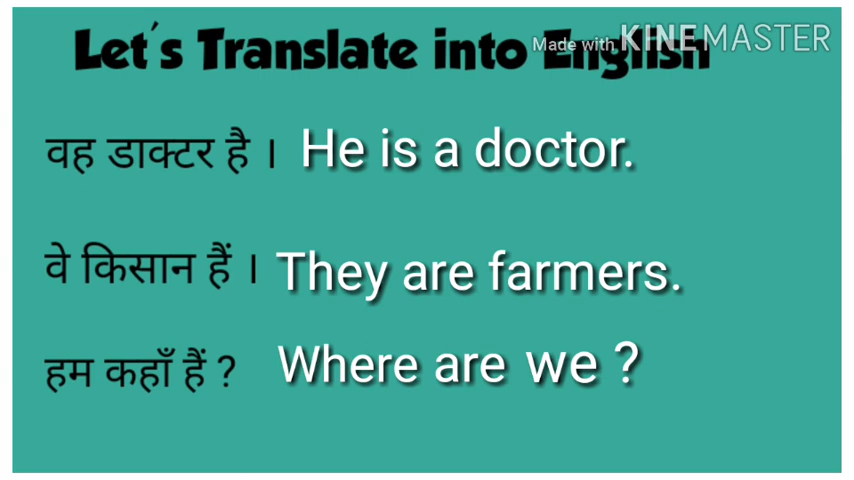 Let's Translate into English
Made with KINEMASTER
वह डाक्टर है । He is a doctor.
वे किसान हैं । They are farmers.
हम कहाँ हैं ? Where are we ?